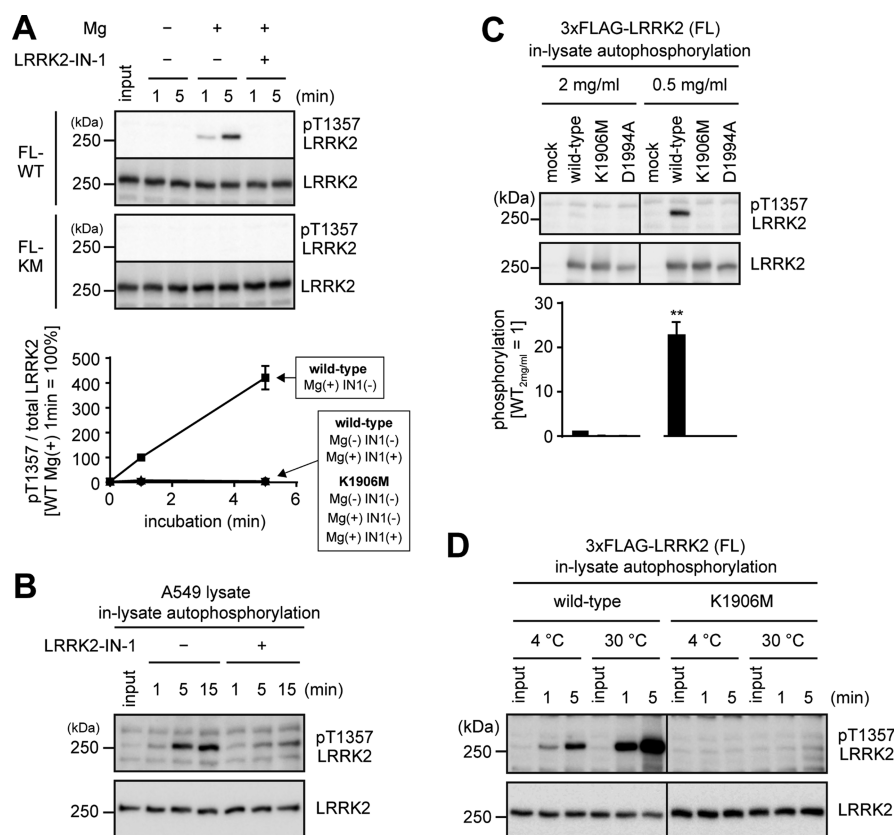 A
Mg – + +
LRRK2-IN-1 – – +
input 1 5 1 5 1 5 (min)
(kDa)
FL-
WT
250
pT1357
LRRK2
250
LRRK2
(kDa)
FL-
KM
250
pT1357
LRRK2
250
LRRK2
pT1357 / total LRRK2
[WT Mg(+) 1min = 100%]
500
400
300
200
100
0
0 2 4 6
incubation (min)
wild-type
Mg(+) IN1(-)
wild-type
Mg(-) IN1(-)
Mg(+) IN1(+)
K1906M
Mg(-) IN1(-)
Mg(+) IN1(-)
Mg(+) IN1(+)
B
A549 lysate
in-lysate autophosphorylation
LRRK2-IN-1 – +
input 1 5 15 1 5 15 (min)
(kDa)
250
pT1357
LRRK2
250
LRRK2
C
3xFLAG-LRRK2 (FL)
in-lysate autophosphorylation
2 mg/ml 0.5 mg/ml
mock wild-type K1906M D1994A mock wild-type K1906M D1994A
(kDa)
250
pT1357
LRRK2
250
LRRK2
phosphorylation
[WT2mg/ml = 1]
30
20
10
0
**
D
3xFLAG-LRRK2 (FL)
in-lysate autophosphorylation
wild-type K1906M
4 °C 30 °C 4 °C 30 °C
input 1 5 input 1 5 input 1 5 input 1 5 (min)
(kDa)
250
pT1357
LRRK2
250
LRRK2